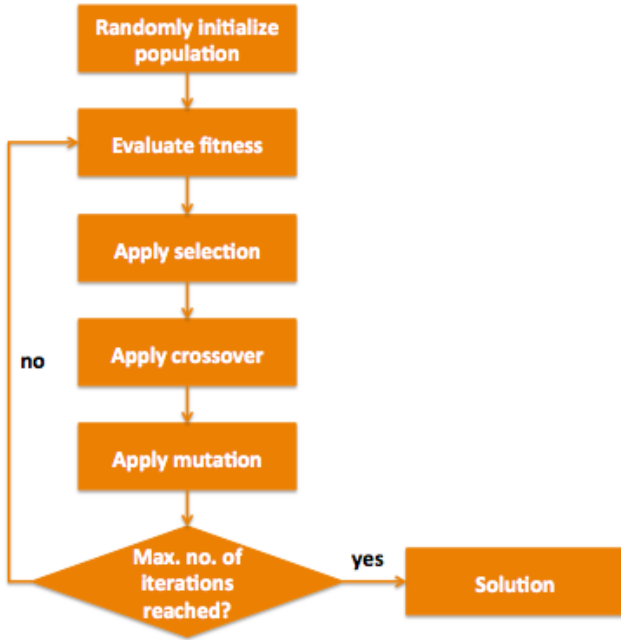 Randomly initialize
population
Evaluate fitness
Apply selection
Apply crossover
no
Apply mutation
Max. no. of
iterations
reached?
yes
Solution